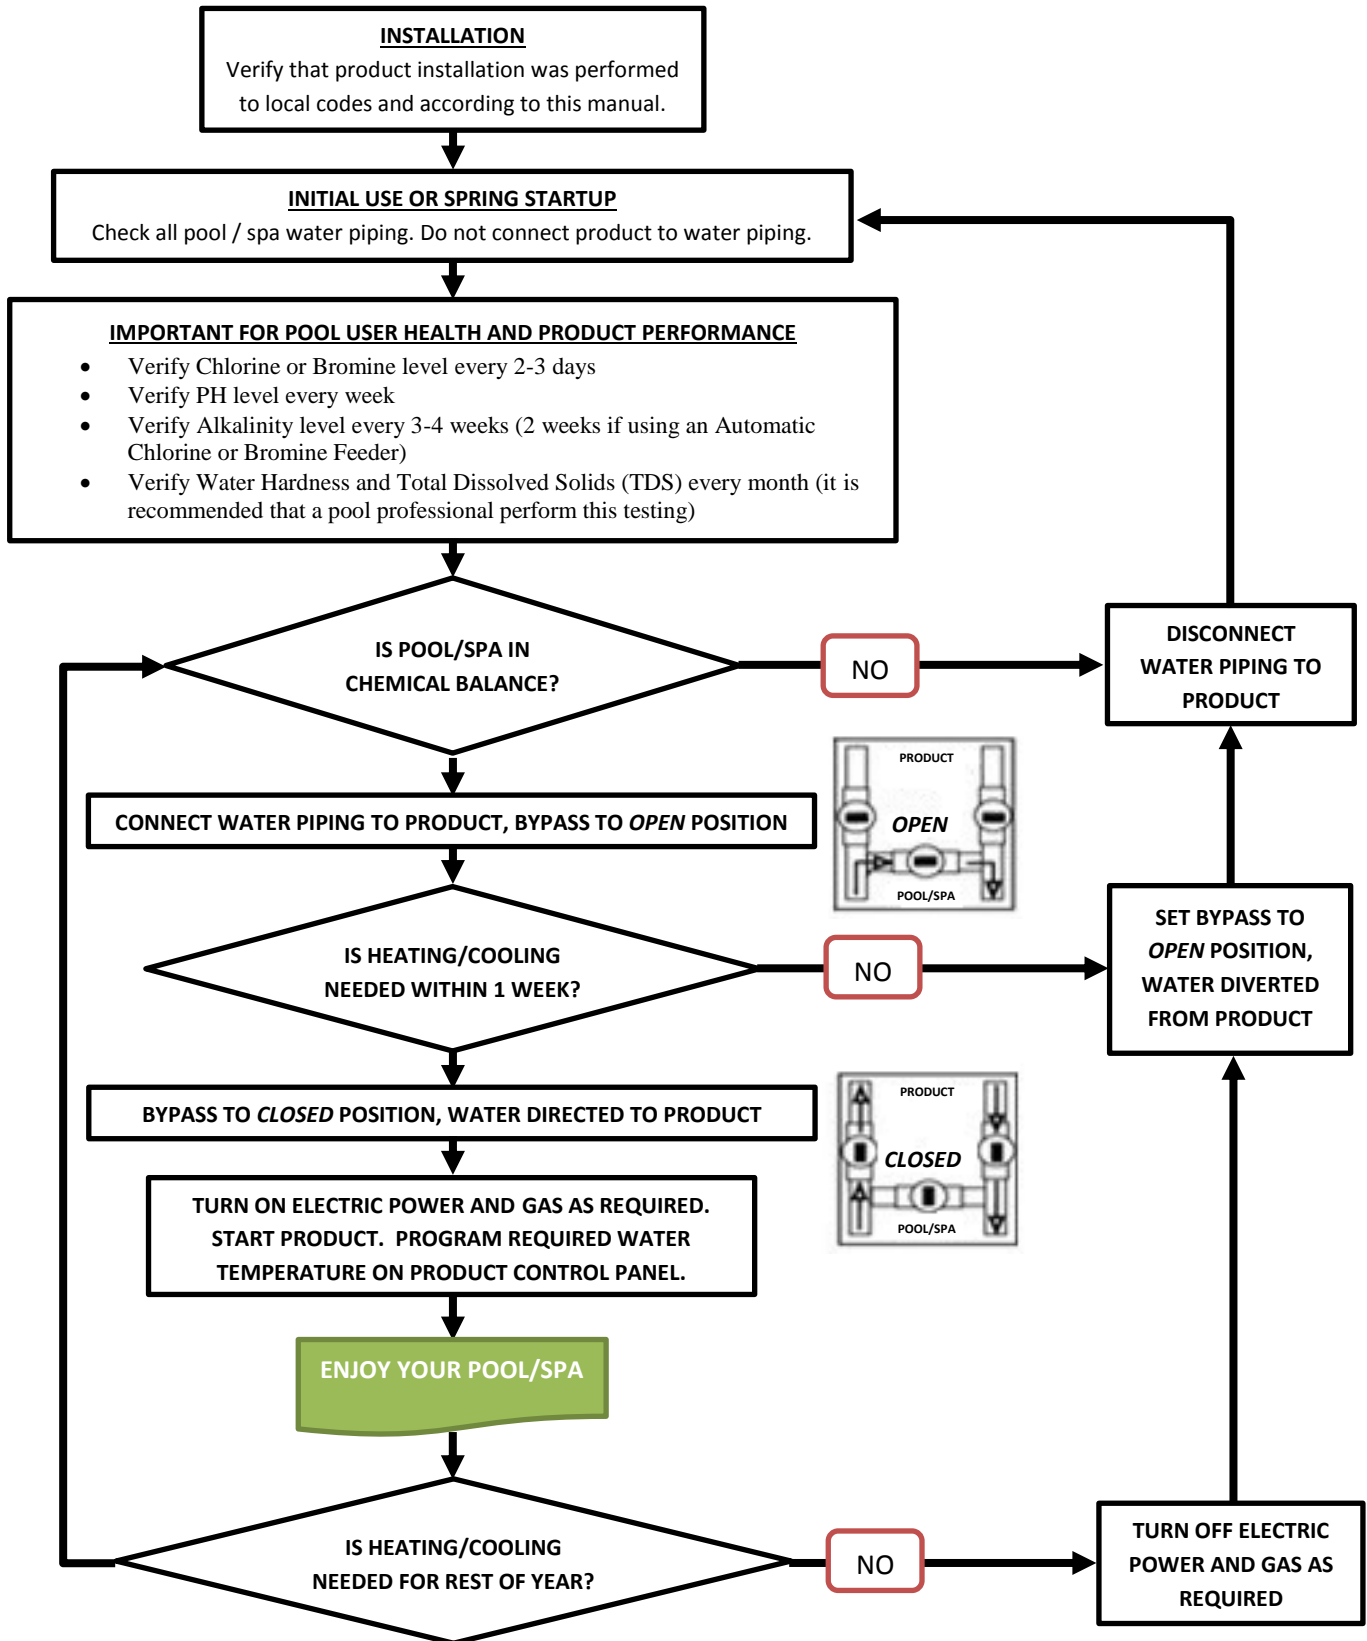 INSTALLATION
Verify that product installation was performed
to local codes and according to this manual.
INITIAL USE OR SPRING STARTUP
Check all pool / spa water piping. Do not connect product to water piping.
IMPORTANT FOR POOL USER HEALTH AND PRODUCT PERFORMANCE
• Verify Chlorine or Bromine level every 2-3 days
• Verify PH level every week
• Verify Alkalinity level every 3-4 weeks (2 weeks if using an Automatic
Chlorine or Bromine Feeder)
• Verify Water Hardness and Total Dissolved Solids (TDS) every month (it is
recommended that a pool professional perform this testing)
IS POOL/SPA IN
CHEMICAL BALANCE?
NO
DISCONNECT
WATER PIPING TO
PRODUCT
CONNECT WATER PIPING TO PRODUCT, BYPASS TO OPEN POSITION
PRODUCT
OPEN
POOL/SPA
IS HEATING/COOLING
NEEDED WITHIN 1 WEEK?
NO
SET BYPASS TO
OPEN POSITION,
WATER DIVERTED
FROM PRODUCT
BYPASS TO CLOSED POSITION, WATER DIRECTED TO PRODUCT
PRODUCT
CLOSED
POOL/SPA
TURN ON ELECTRIC POWER AND GAS AS REQUIRED.
START PRODUCT. PROGRAM REQUIRED WATER
TEMPERATURE ON PRODUCT CONTROL PANEL.
ENJOY YOUR POOL/SPA
IS HEATING/COOLING
NEEDED FOR REST OF YEAR?
NO
TURN OFF ELECTRIC
POWER AND GAS AS
REQUIRED